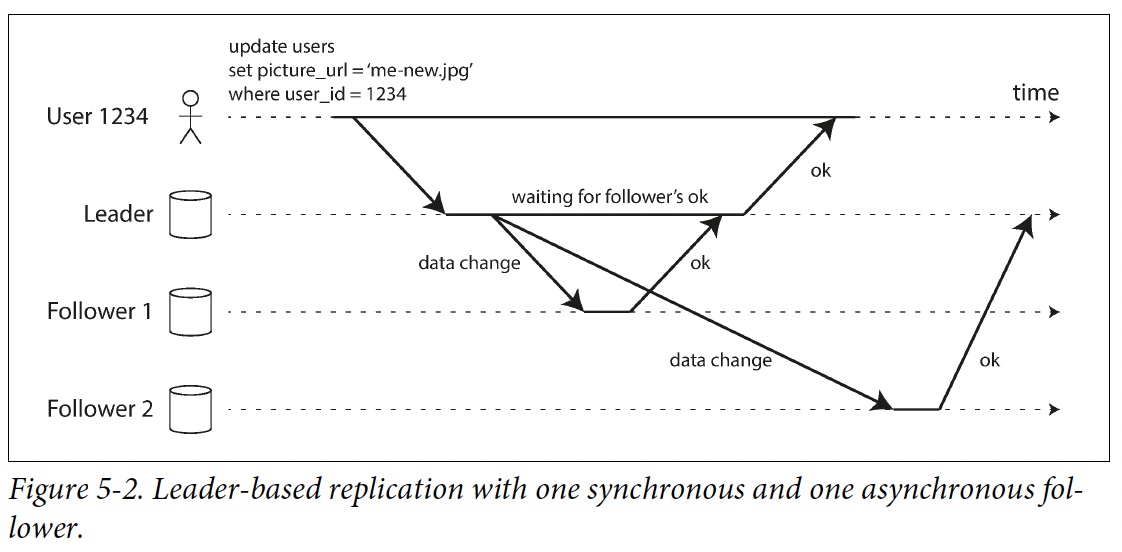 update users
set picture_url = ‘me-new.jpg’
where user_id = 1234
time
User 1234
ok
waiting for follower’s ok
Leader
data change
ok
Follower 1
data change
ok
Follower 2
Figure 5-2. Leader-based replication with one synchronous and one asynchronous fol-
lower.